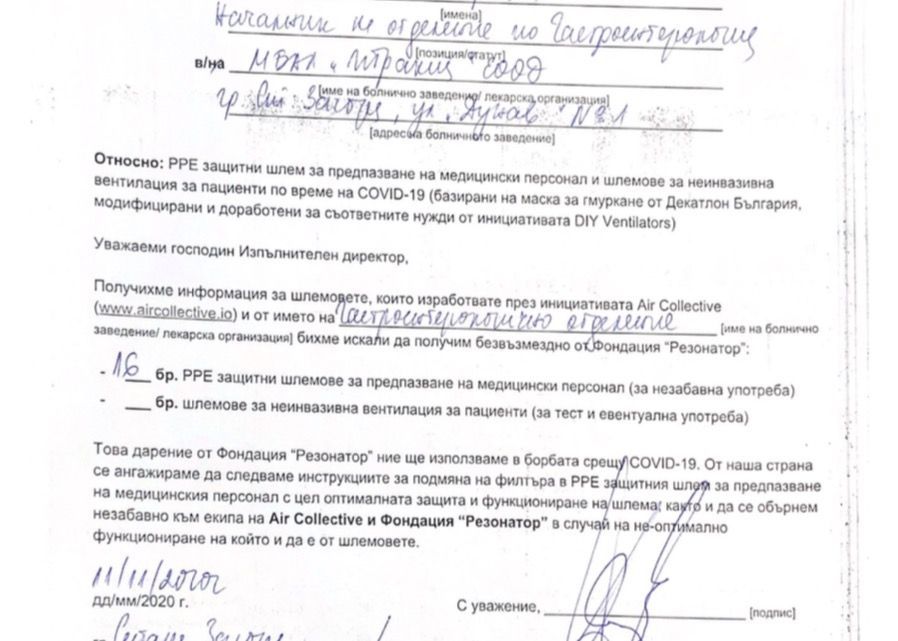 [имена]
Началник на отделение по Гастроентерология
[позиция/статут]
в/на МБАЛ „Тракия" ЕООД
[име на болнично заведение/ лекарска организация]
гр. Ст. Загора, ул. Дунав №1
[адресъа болничното заведение]
Относно: PPE защитни шлем за предпазване на медицински персонал и шлемове за неинвазивна
вентилация за пациенти по време на COVID-19 (базирани на маска за гмуркане от Декатлон България,
модифицирани и доработени за съответните нужди от инициативата DIY Ventilators)
Уважаеми господин Изпълнителен директор,
Получихме информация за шлемовете, които изработвате през инициативата Air Collective
(www.aircollective.io) и от името на Гастроентерологично отделение [име на болнично
заведение/ лекарска организация] бихме искали да получим безвъзмездно от Фондация “Резонатор”:
- 16 бр. PPE защитни шлемове за предпазване на медицински персонал (за незабавна употреба)
- ___ бр. шлемове за неинвазивна вентилация за пациенти (за тест и евентуална употреба)
Това дарение от Фондация “Резонатор” ние ще използваме в борбата срещу COVID-19. От наша страна
се ангажираме да следваме инструкциите за подмяна на филтъра в PPE защитния шлем за предпазване
на медицинския персонал с цел оптималната защита и функциониране на шлема, както и да се обърнем
незабавно към екипа на Air Collective и Фондация “Резонатор” в случай на не-оптимално
функциониране на който и да е от шлемовете.
11/11/2020
дд/мм/2020 г.
С уважение, [подпис]
Загора